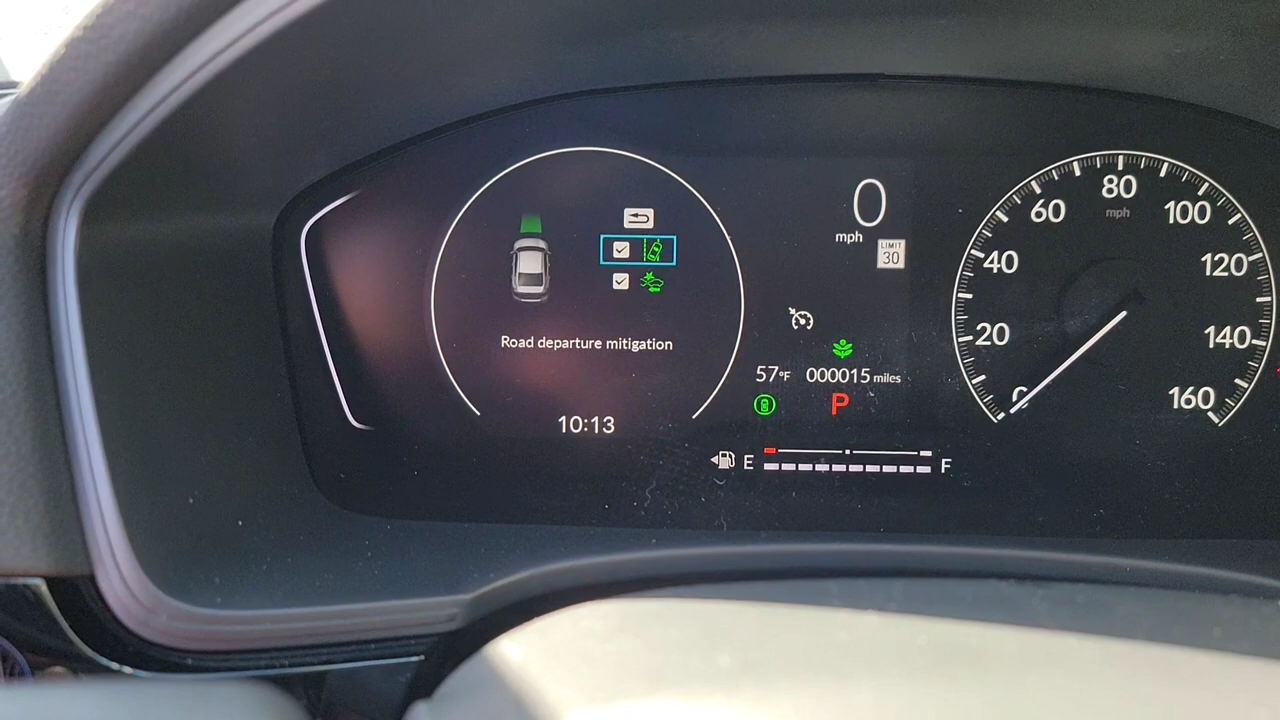 Road departure mitigation
10:13
0
mph
LIMIT
30
57°F
000015 miles
P
E
F
0
20
40
60
80
mph
100
120
140
160